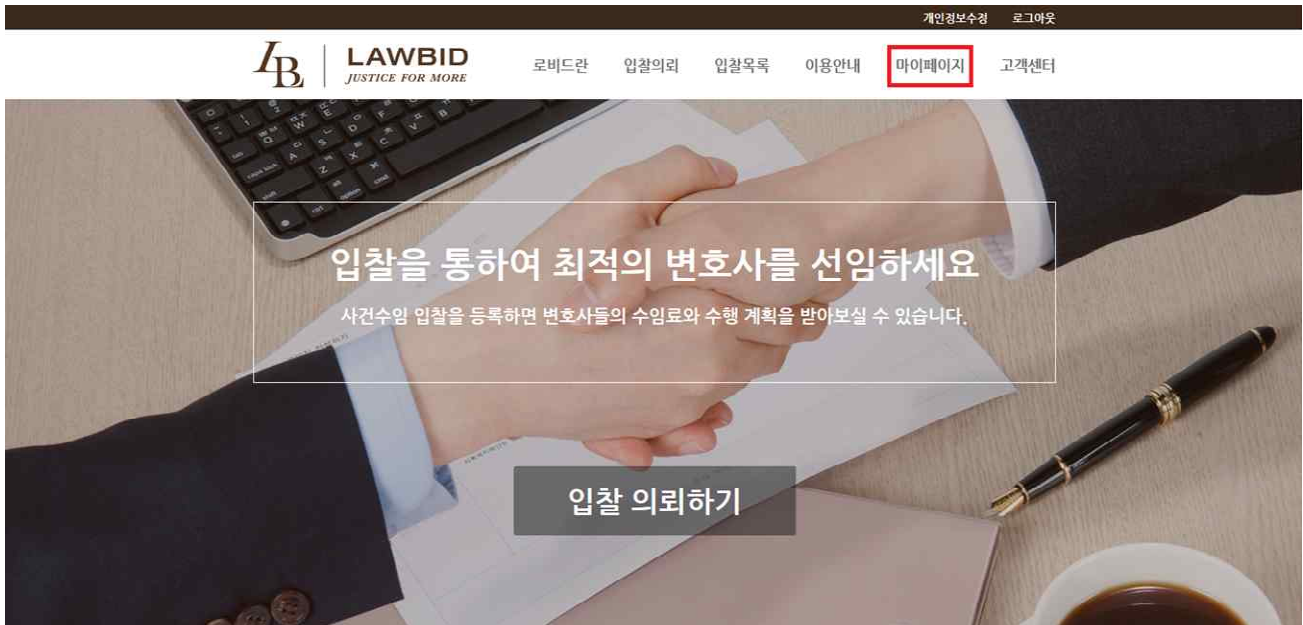 개인정보수정 로그아웃
LB LAWBID
JUSTICE FOR MORE
로비드란 입찰의뢰 입찰목록 이용안내 마이페이지 고객센터
입찰을 통하여 최적의 변호사를 선임하세요
사건수임 입찰을 등록하면 변호사들의 수임료와 수행 계획을 받아보실 수 있습니다.
입찰 의뢰하기